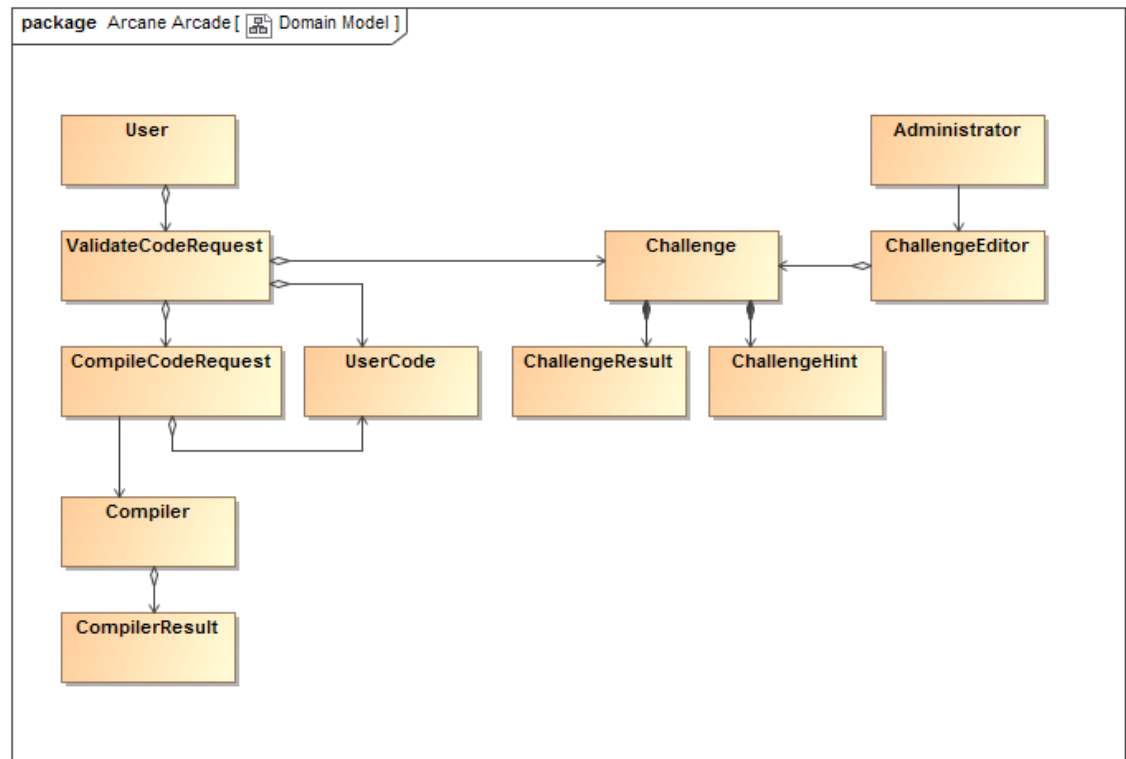 package Arcane Arcade [ Domain Model ]
User
Administrator
ValidateCodeRequest
Challenge
ChallengeEditor
CompileCodeRequest
UserCode
ChallengeResult
ChallengeHint
Compiler
CompilerResult